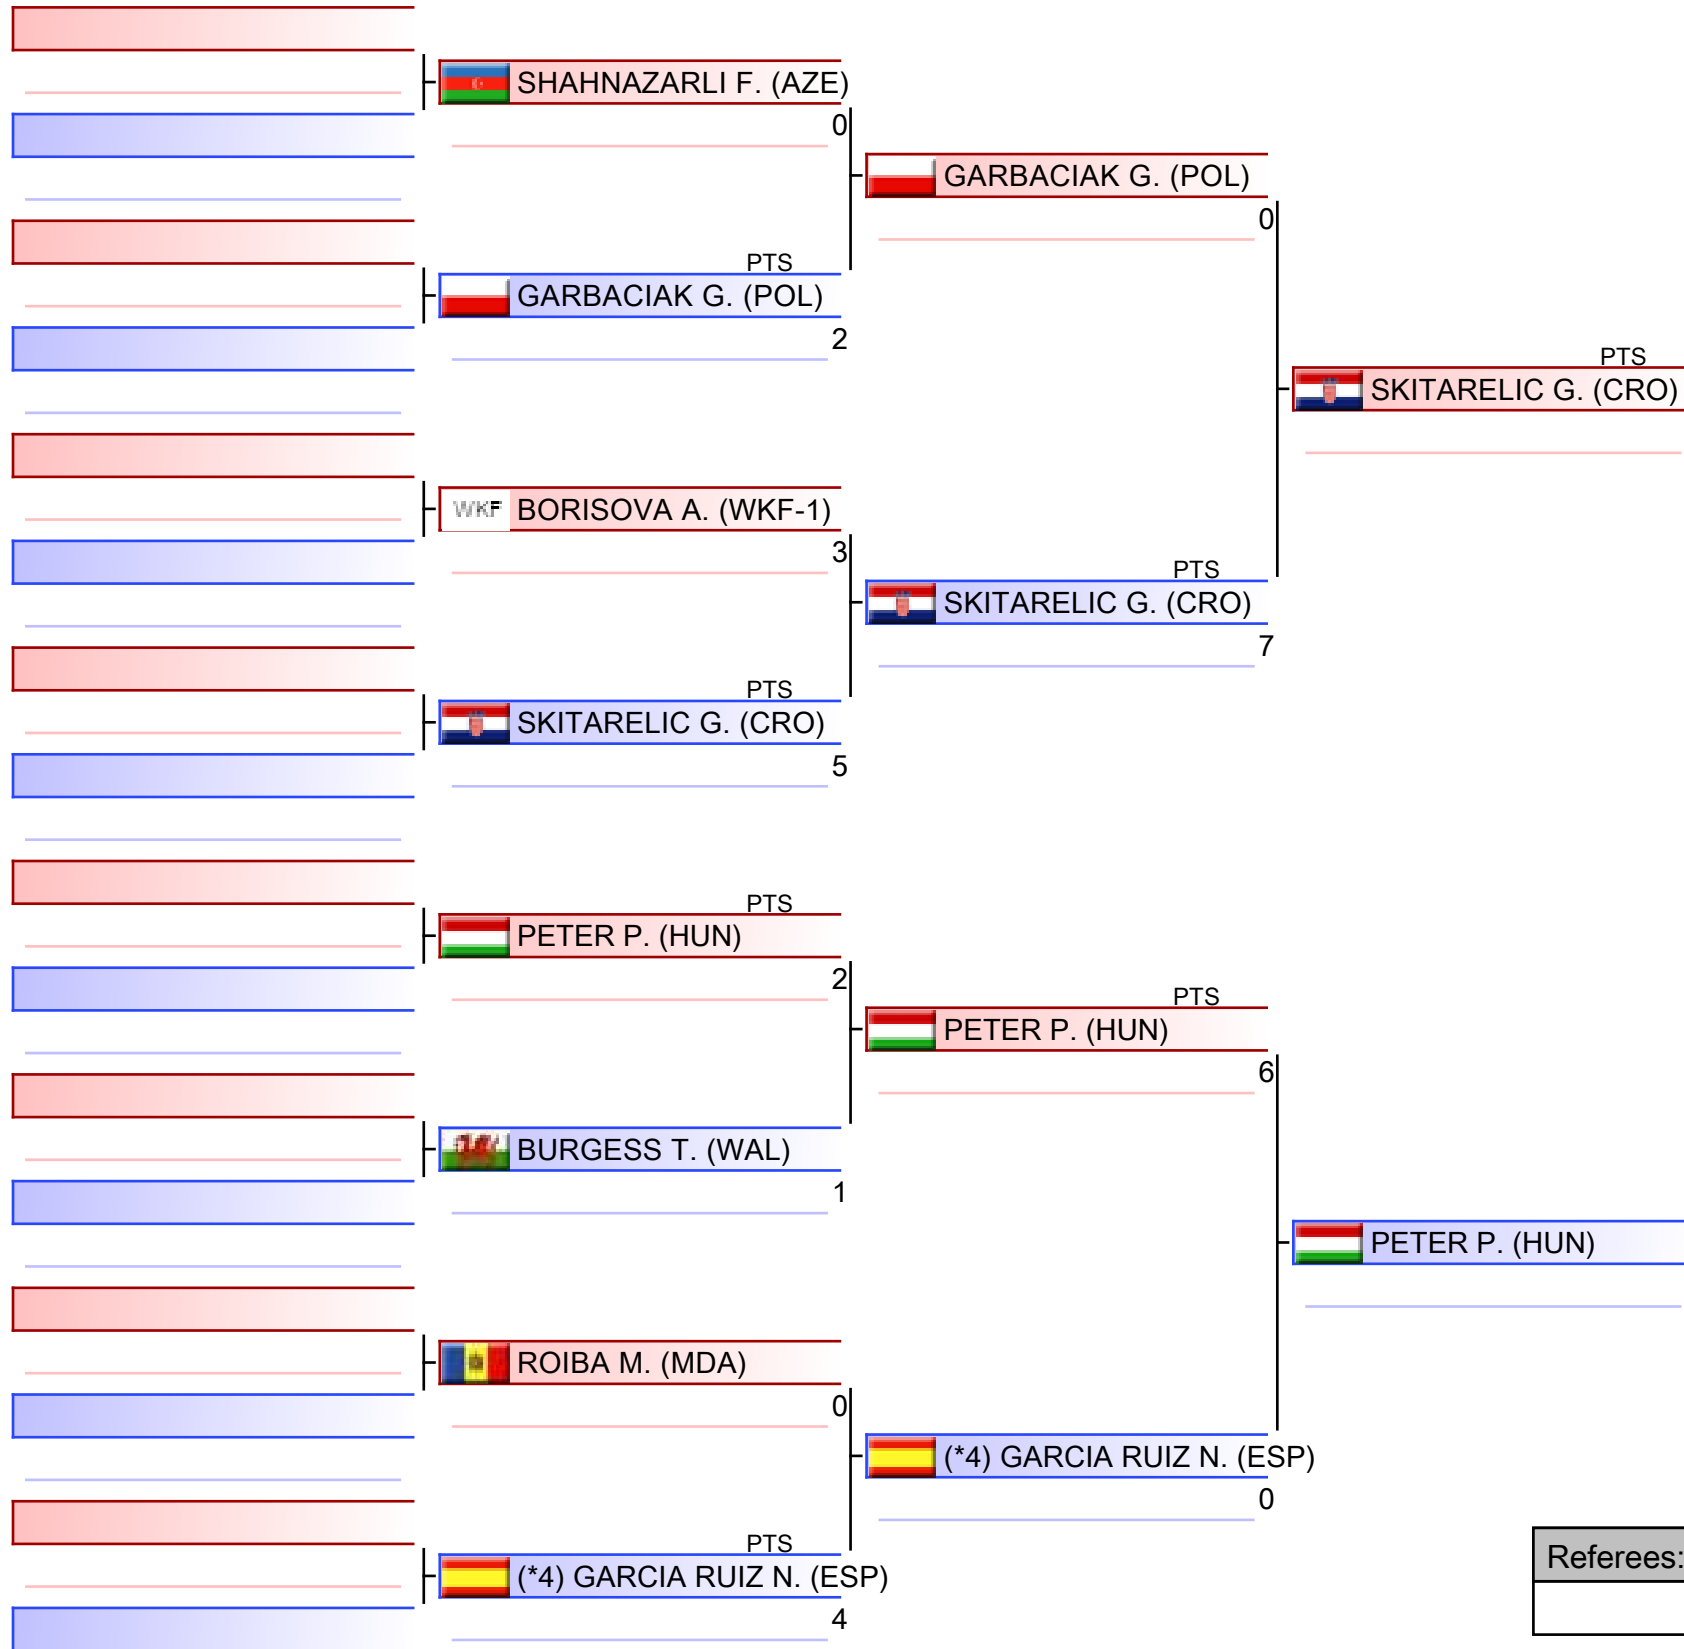 SHAHNAZARLI F. (AZE)
0
PTS
GARBACIAK G. (POL)
2
WKF BORISOVA A. (WKF-1)
3
PTS
SKITARELIC G. (CRO)
5
PTS
PETER P. (HUN)
2
BURGESS T. (WAL)
1
ROIBA M. (MDA)
0
PTS
(*4) GARCIA RUIZ N. (ESP)
4
GARBACIAK G. (POL)
0
PTS
SKITARELIC G. (CRO)
7
PTS
PETER P. (HUN)
6
(*4) GARCIA RUIZ N. (ESP)
0
PTS
SKITARELIC G. (CRO)
PETER P. (HUN)
Referees: